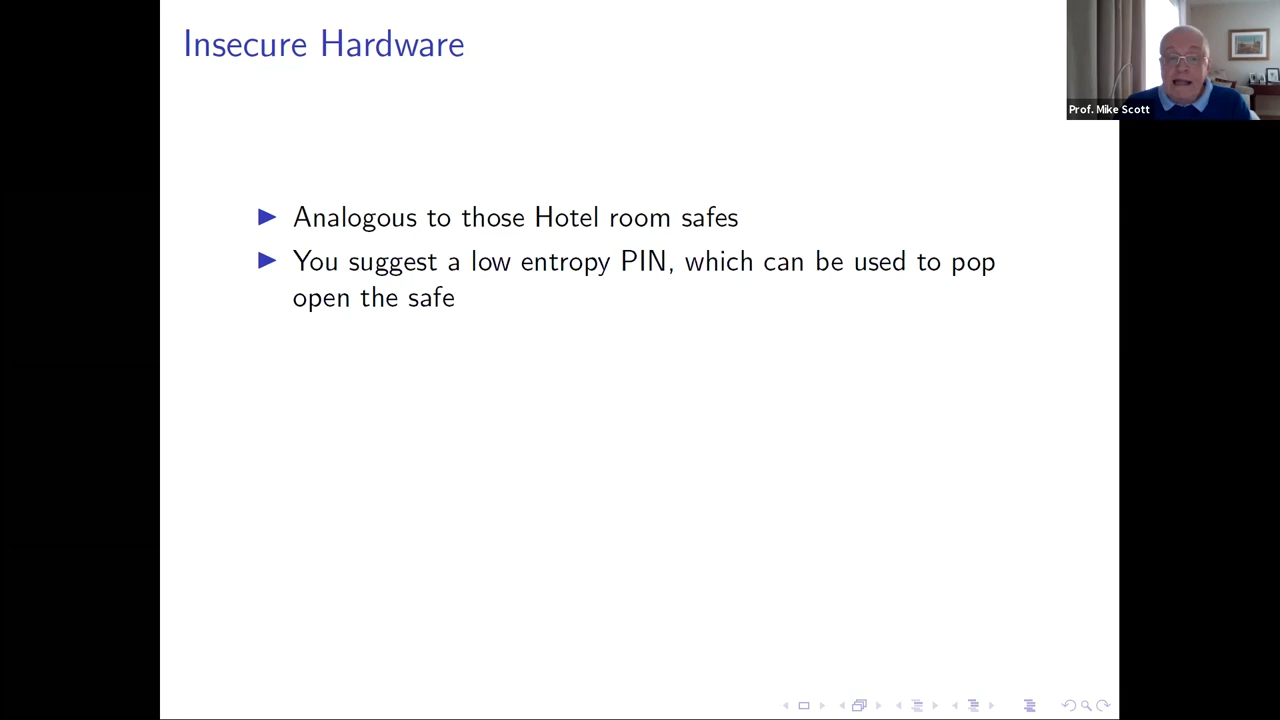 Insecure Hardware
Prof. Mike Scott
Analogous to those Hotel room safes
You suggest a low entropy PIN, which can be used to pop
open the safe